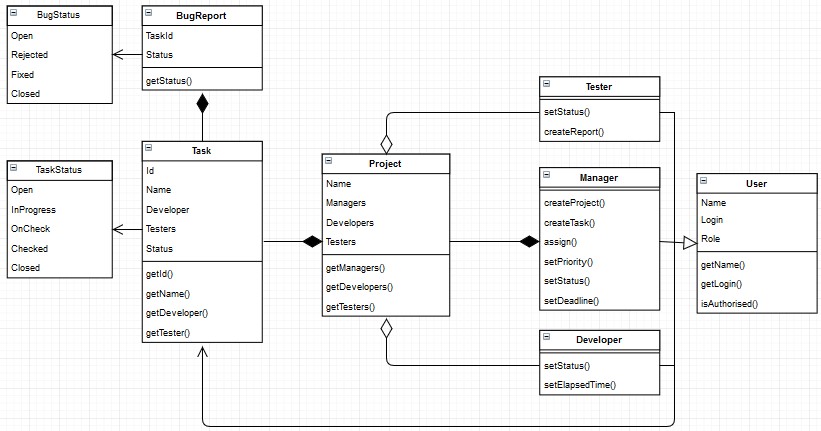 BugStatus
Open
Rejected
Fixed
Closed
BugReport
TaskId
Status
getStatus()
TaskStatus
Open
InProgress
OnCheck
Checked
Closed
Task
Id
Name
Developer
Testers
Status
getId()
getName()
getDeveloper()
getTester()
Project
Name
Managers
Developers
Testers
getManagers()
getDevelopers()
getTesters()
Tester
setStatus()
createReport()
Manager
createProject()
createTask()
assign()
setPriority()
setStatus()
setDeadline()
Developer
setStatus()
setElapsedTime()
User
Name
Login
Role
getName()
getLogin()
isAuthorised()